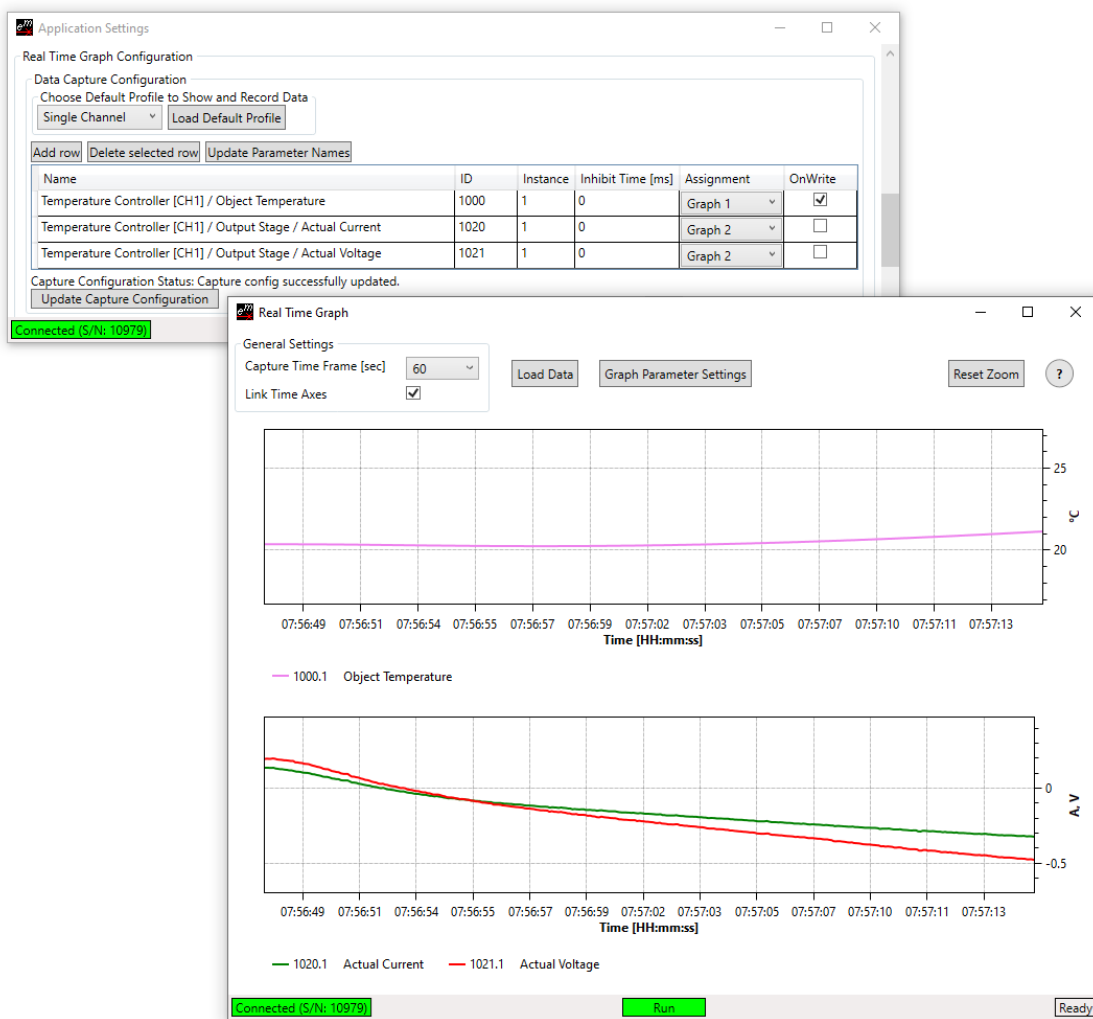 Application Settings
Real Time Graph Configuration
Data Capture Configuration
Choose Default Profile to Show and Record Data
Single Channel Load Default Profile
Add row Delete selected row Update Parameter Names
Name ID Instance Inhibit Time [ms] Assignment OnWrite
Temperature Controller [CH1] / Object Temperature 1000 1 0 Graph 1
Temperature Controller [CH1] / Output Stage / Actual Current 1020 1 0 Graph 2
Temperature Controller [CH1] / Output Stage / Actual Voltage 1021 1 0 Graph 2
Capture Configuration Status: Capture config successfully updated.
Update Capture Configuration
Connected (S/N: 10979)
em Real Time Graph
General Settings
Capture Time Frame [sec] 60 Load Data Graph Parameter Settings Reset Zoom ?
Link Time Axes
25
°C
20
07:56:49 07:56:51 07:56:54 07:56:55 07:56:57 07:56:59 07:57:02 07:57:03 07:57:05 07:57:07 07:57:10 07:57:11 07:57:13
Time [HH:mm:ss]
1000.1 Object Temperature
0
A, V
-0.5
07:56:49 07:56:51 07:56:54 07:56:55 07:56:57 07:56:59 07:57:02 07:57:03 07:57:05 07:57:07 07:57:10 07:57:11 07:57:13
Time [HH:mm:ss]
1020.1 Actual Current 1021.1 Actual Voltage
Connected (S/N: 10979) Run Ready